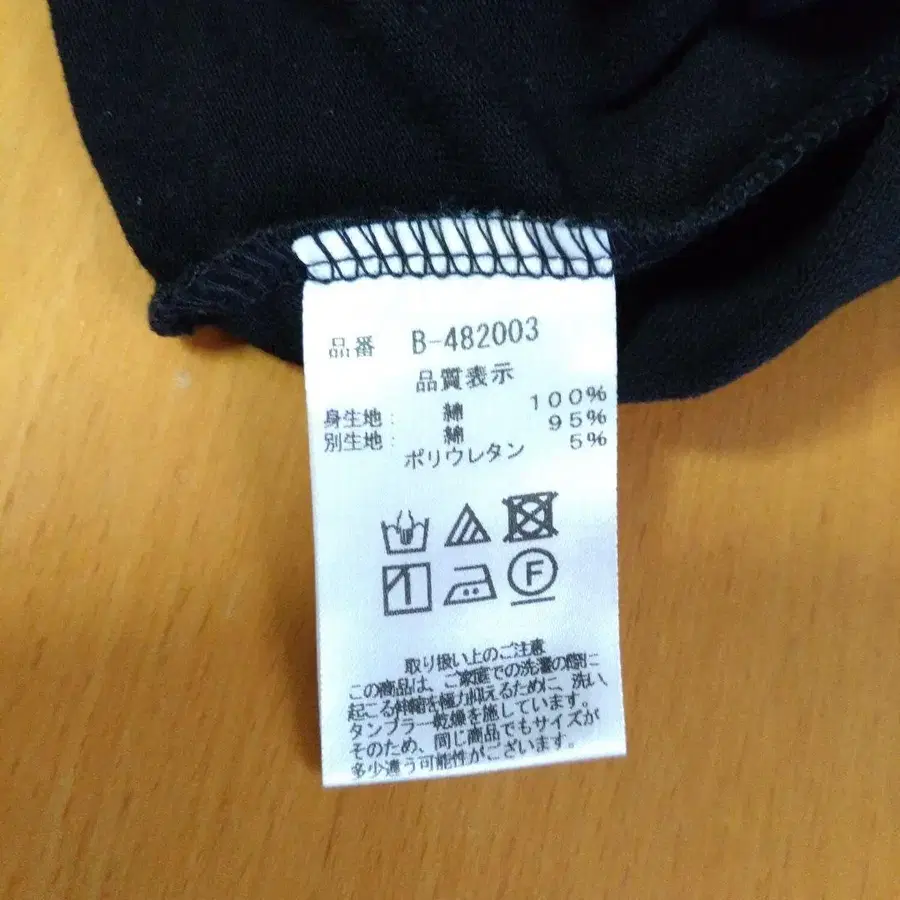 品番 B-482003
品質表示
身生地: 綿 100%
別生地: 綿 95%
ポリウレタン 5%
F
取り扱い上のご注意
この商品は、ご家庭での洗濯の際に
起こる伸縮を極力抑えるために、洗い、
タンブラー乾燥を施しています。
そのため、同じ商品でもサイズが
多少違う可能性がございます。